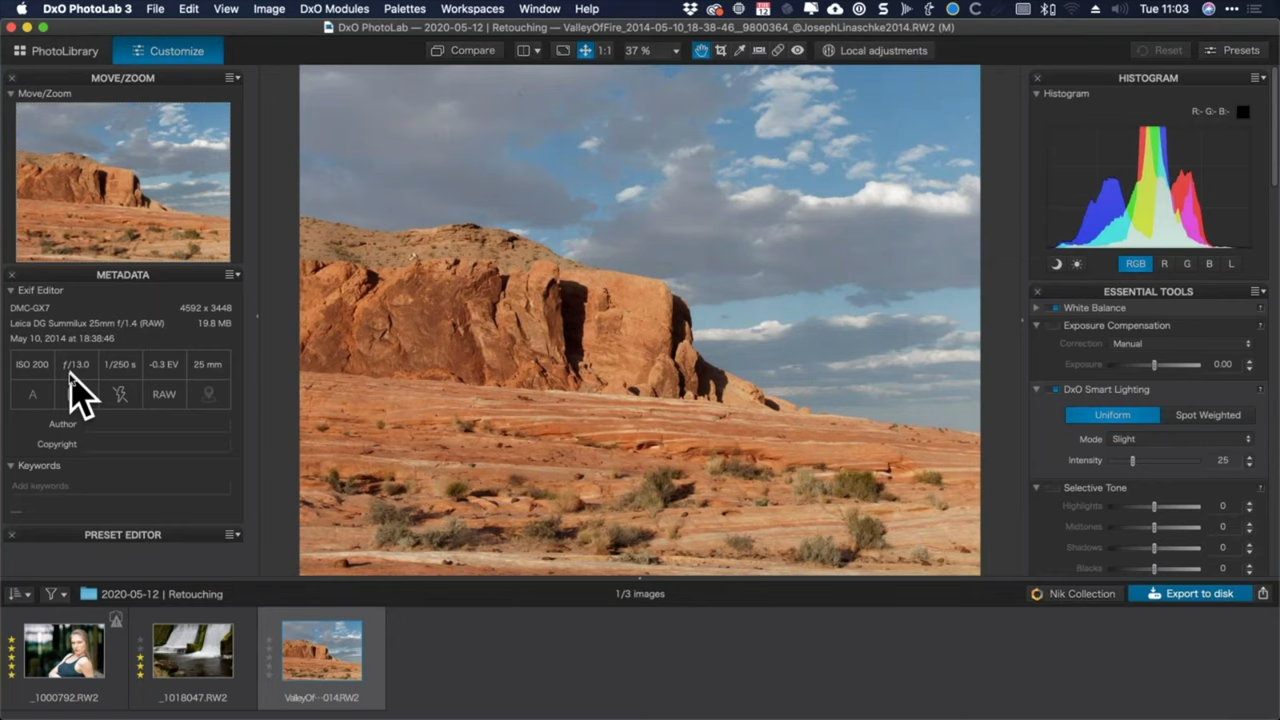 DxO PhotoLab 3 File Edit View Image DxO Modules Palettes Workspaces Window Help Tue 11:03
DxO PhotoLab — 2020-05-12 | Retouching — ValleyOfFire_2014-05-10_18-38-46__9800364_©JosephLinaschke2014.RW2 (M)
PhotoLibrary Customize Compare 1:1 37 % Local adjustments Reset Presets
MOVE/ZOOM
Move/Zoom
METADATA
Exif Editor
DMC-GX7 4592 x 3448
Leica DG Summilux 25mm f/1.4 (RAW) 19.8 MB
May 10, 2014 at 18:38:46
ISO 200 ƒ/13.0 1/250 s -0.3 EV 25 mm
A RAW
Author
Copyright
Keywords
Add keywords
PRESET EDITOR
HISTOGRAM
Histogram
R:- G:- B:-
RGB R G B L
ESSENTIAL TOOLS
White Balance ?
Exposure Compensation ?
Correction Manual
Exposure 0.00
DxO Smart Lighting ?
Uniform Spot Weighted
Mode Slight
Intensity 25
Selective Tone ?
Highlights 0
Midtones 0
Shadows 0
Blacks 0
2020-05-12 | Retouching 1/3 images Nik Collection Export to disk
_1000792.RW2 _1018047.RW2 ValleyOf···014.RW2